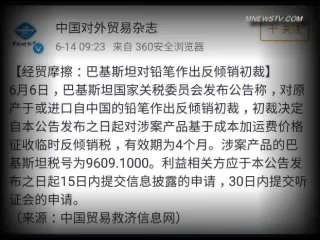 MNEWSTV.COM
中国对外贸易杂志
+关注
6-14 09:23 来自 360安全浏览器
【经贸摩擦：巴基斯坦对铅笔作出反倾销初裁】
6月6日，巴基斯坦国家关税委员会发布公告称，对原
产于或进口自中国的铅笔作出反倾销初裁，初裁决定
自本公告发布之日起对涉案产品基于成本加运费价格
征收临时反倾销税，有效期为4个月。涉案产品的巴
基斯坦税号为9609.1000。利益相关方应于本公告发
布之日起15日内提交信息披露的申请，30日内提交听
证会的申请。
（来源：中国贸易救济信息网）